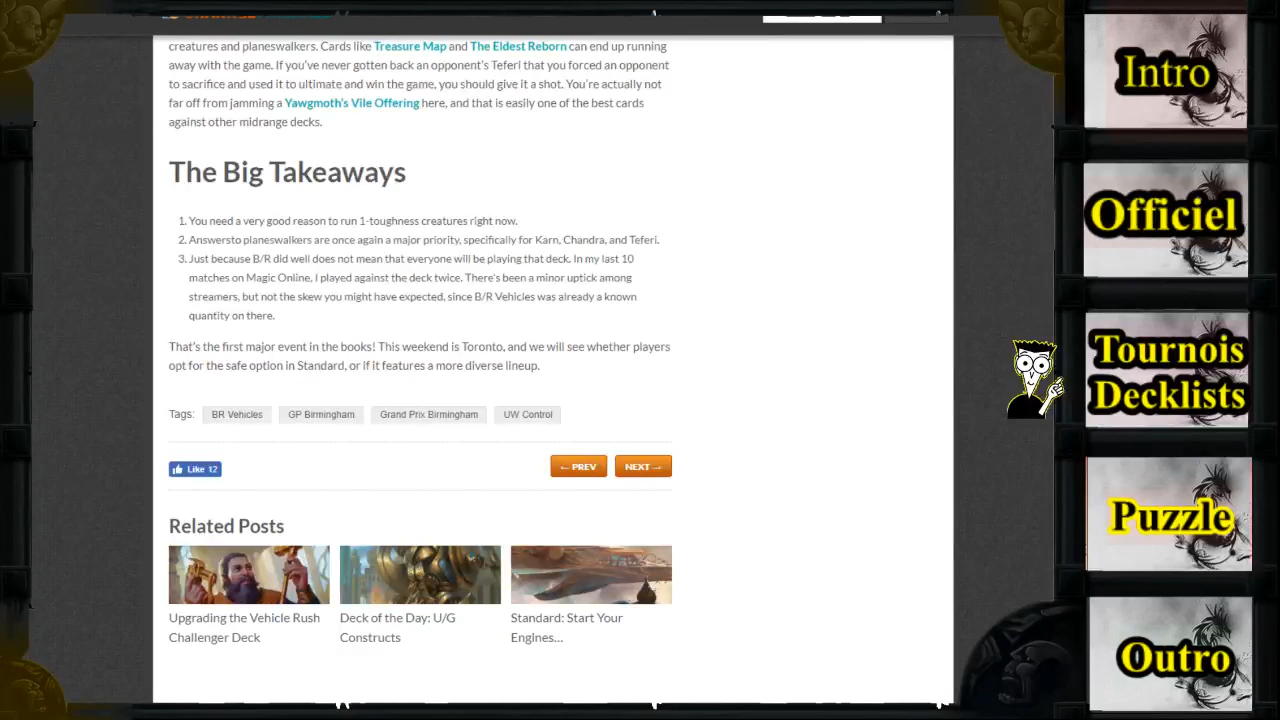 creatures and planeswalkers. Cards like Treasure Map and The Eldest Reborn can end up running
away with the game. If you've never gotten back an opponent's Teferi that you forced an opponent
to sacrifice and used it to ultimate and win the game, you should give it a shot. You're actually not
far off from jamming a Yawgmoth's Vile Offering here, and that is easily one of the best cards
against other midrange decks.
The Big Takeaways
1. You need a very good reason to run 1-toughness creatures right now.
2. Answersto planeswalkers are once again a major priority, specifically for Karn, Chandra, and Teferi.
3. Just because B/R did well does not mean that everyone will be playing that deck. In my last 10
matches on Magic Online, I played against the deck twice. There's been a minor uptick among
streamers, but not the skew you might have expected, since B/R Vehicles was already a known
quantity on there.
That's the first major event in the books! This weekend is Toronto, and we will see whether players
opt for the safe option in Standard, or if it features a more diverse lineup.
Tags: BR Vehicles GP Birmingham Grand Prix Birmingham UW Control
Like 12
← PREV NEXT →
Related Posts
Upgrading the Vehicle Rush
Challenger Deck
Deck of the Day: U/G
Constructs
Standard: Start Your
Engines...
Intro
Officiel
Tournois
Decklists
Puzzle
Outro